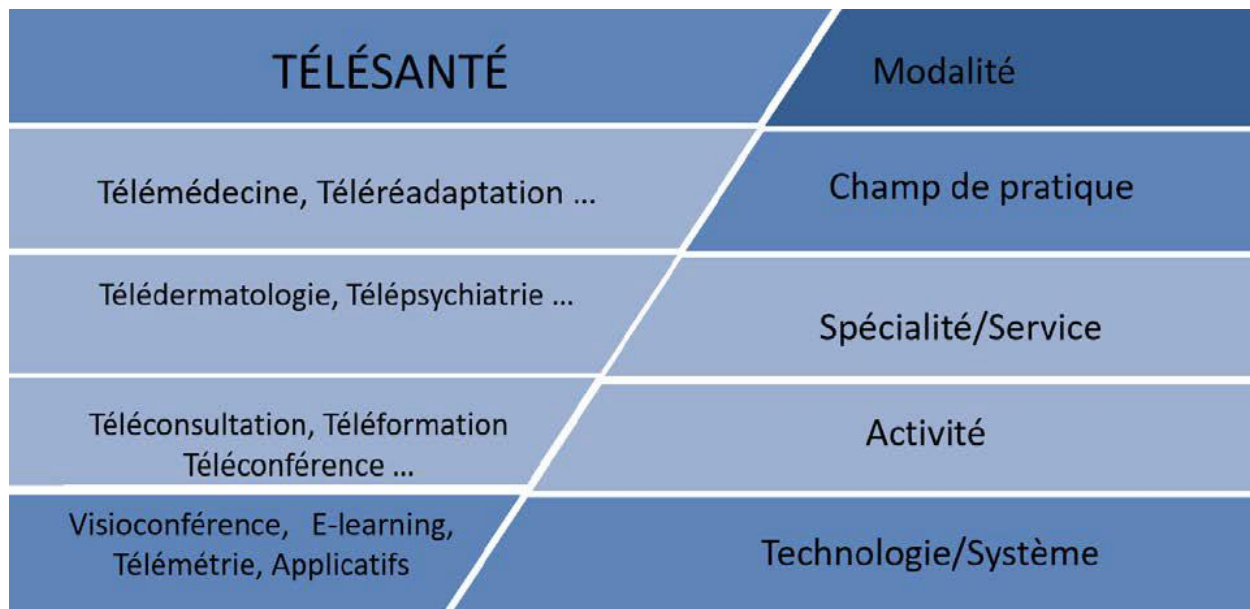 TÉLÉSANTÉ
Modalité
Télémédecine, Téléréadaptation ...
Champ de pratique
Télédermatologie, Télépsychiatrie ...
Spécialité/Service
Téléconsultation, Téléformation
Téléconférence ...
Activité
Visioconférence, E-learning,
Télémétrie, Applicatifs
Technologie/Système